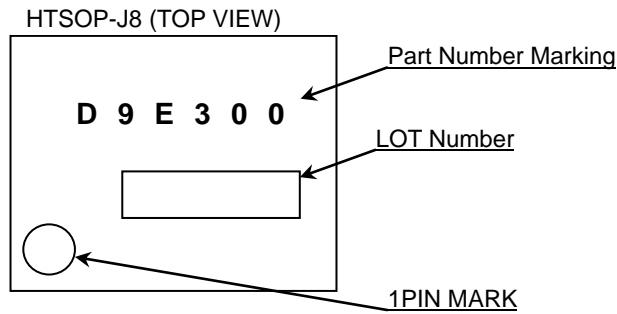 HTSOP-J8 (TOP VIEW)
Part Number Marking
D 9 E 3 0 0
LOT Number
1PIN MARK